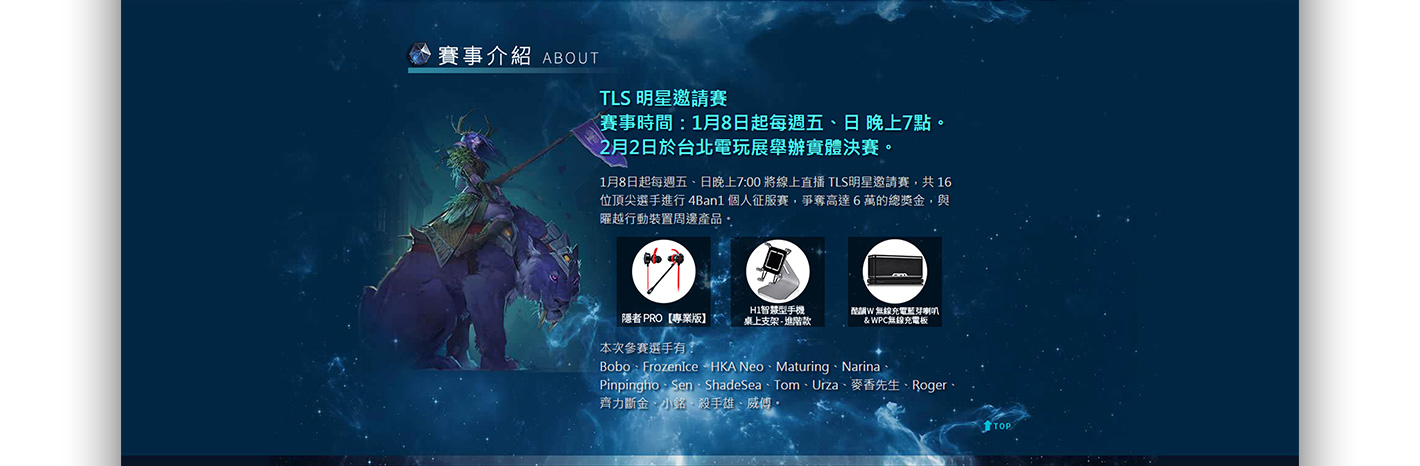 賽事介紹 ABOUT
TLS 明星邀請賽
賽事時間：1月8日起每週五、日 晚上7點。
2月2日於台北電玩展舉辦實體決賽。
1月8日起每週五、日晚上7:00 將線上直播 TLS明星邀請賽，共 16
位頂尖選手進行 4Ban1 個人征服賽，爭奪高達 6 萬的總獎金，與
曜越行動裝置周邊產品。
隱者 PRO【專業版】
H1智慧型手機
桌上支架 - 進階款
酷韻W 無線充電藍芽喇叭
& WPC無線充電板
本次參賽選手有：
Bobo、FrozenIce、HKA Neo、Maturing、Narina、
Pinpingho、Sen、ShadeSea、Tom、Urza、麥香先生、Roger、
齊力斷金、小銘、殺手雄、威傅。
TOP